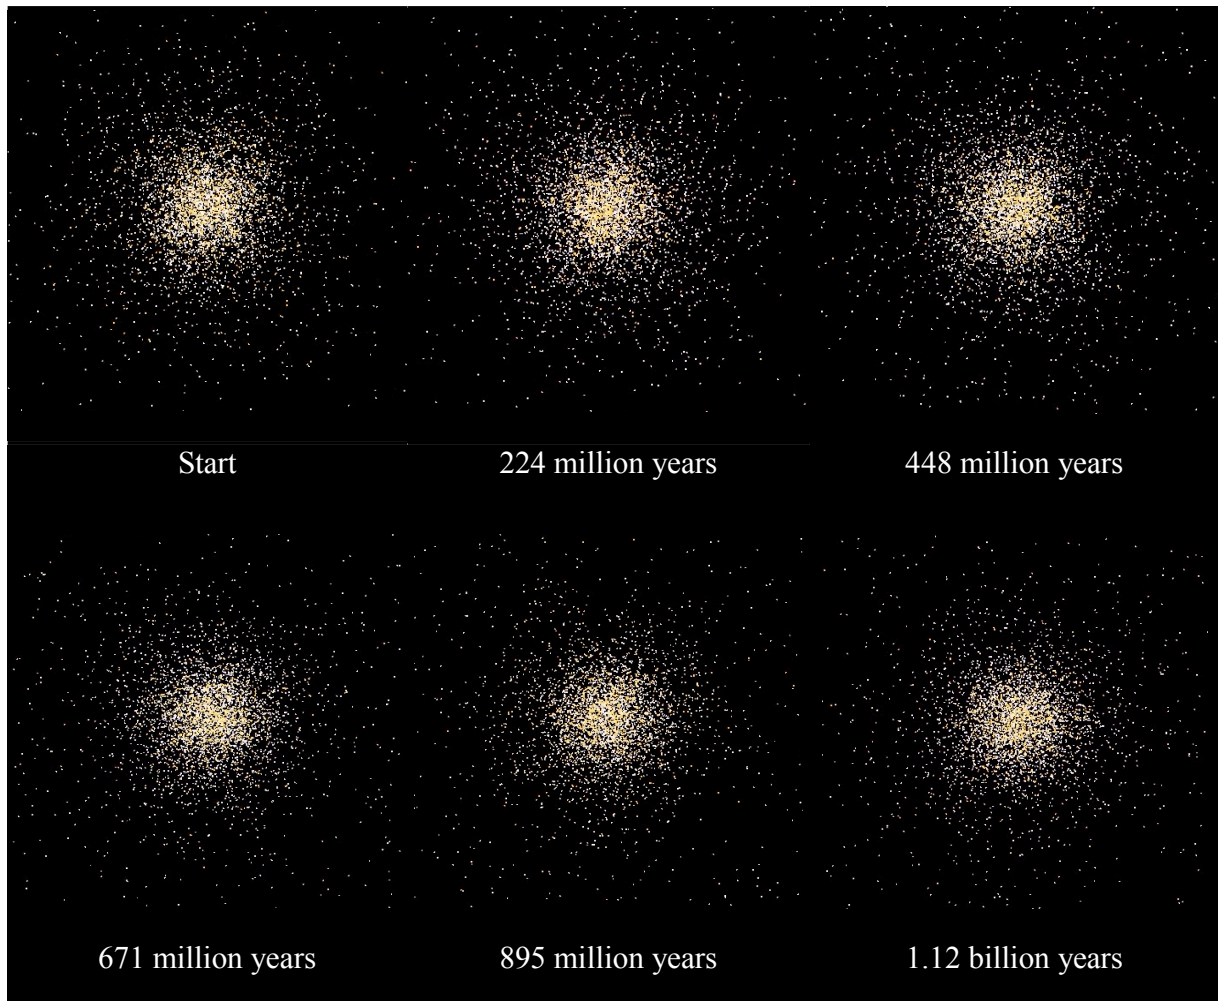 Start
224 million years
448 million years
671 million years
895 million years
1.12 billion years